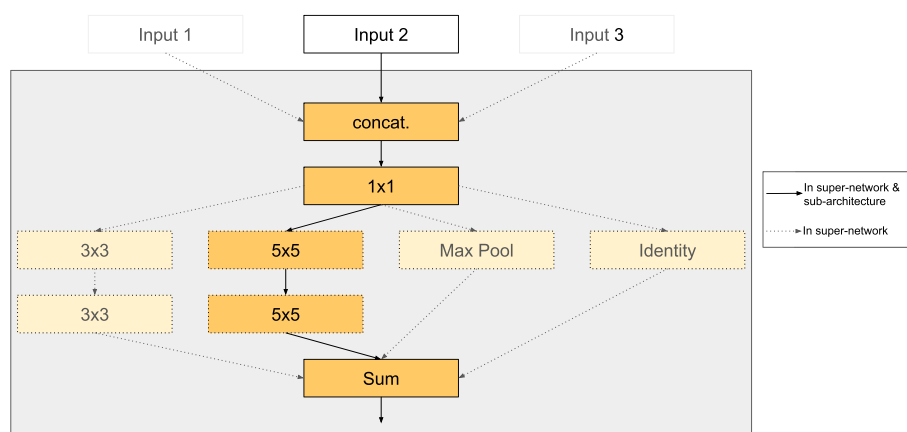 Input 1
Input 2
Input 3
concat.
1x1
In super-network &
sub-architecture
In super-network
3x3
5x5
Max Pool
Identity
3x3
5x5
Sum